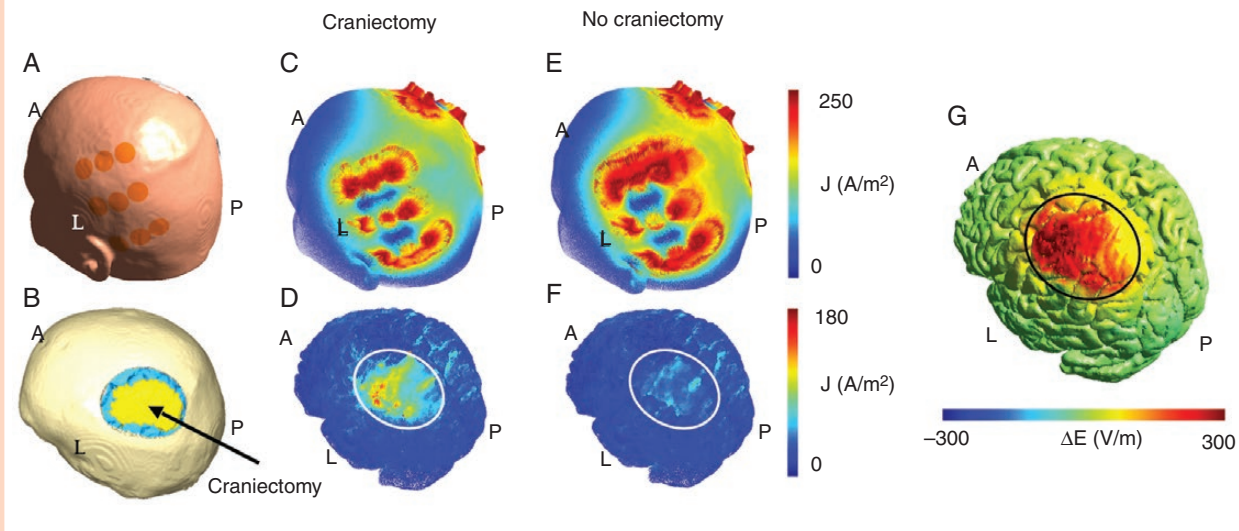 Craniectomy
No craniectomy
A
A
L
P
C
A
L
P
E
A
L
P
250
J (A/m²)
0
B
A
L
P
Craniectomy
D
A
L
P
F
A
L
P
180
J (A/m²)
0
G
A
L
P
–300
ΔE (V/m)
300